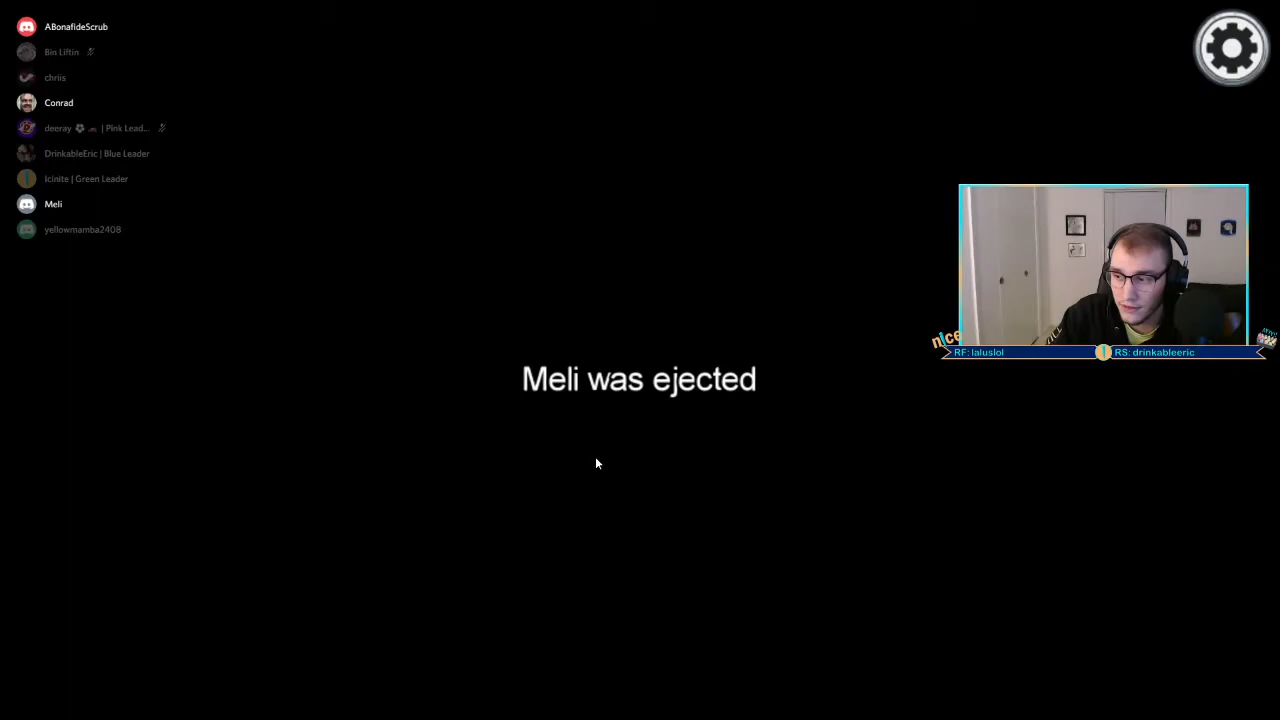 ABonafideScrub
Bin Liftin
chriis
Conrad
deeray ⚽ | Pink Lead...
DrinkableEric | Blue Leader
Icinite | Green Leader
Meli
yellowmamba2408
nice
RF: laluslol
RS: drinkableeric
Meli was ejected